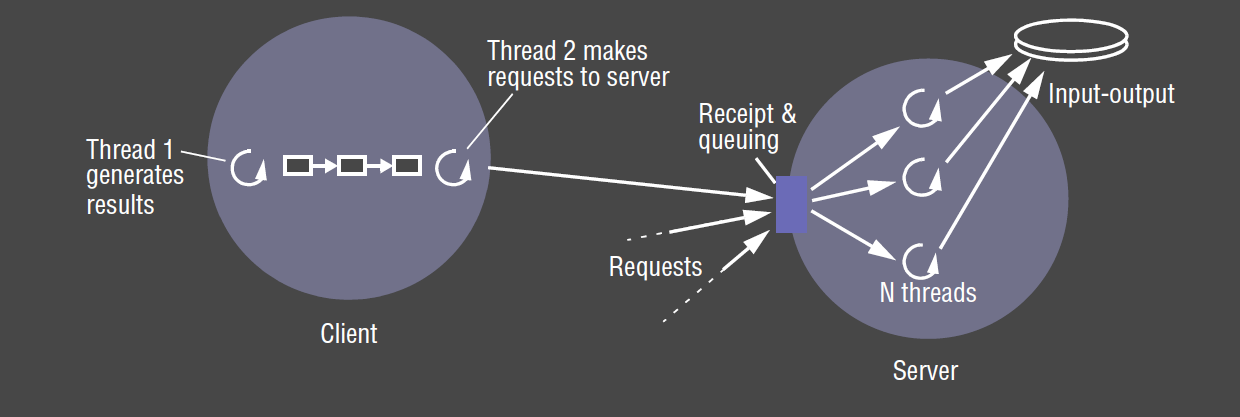 Thread 1
generates
results
Thread 2 makes
requests to server
Client
Receipt &
queuing
Requests
Input-output
N threads
Server